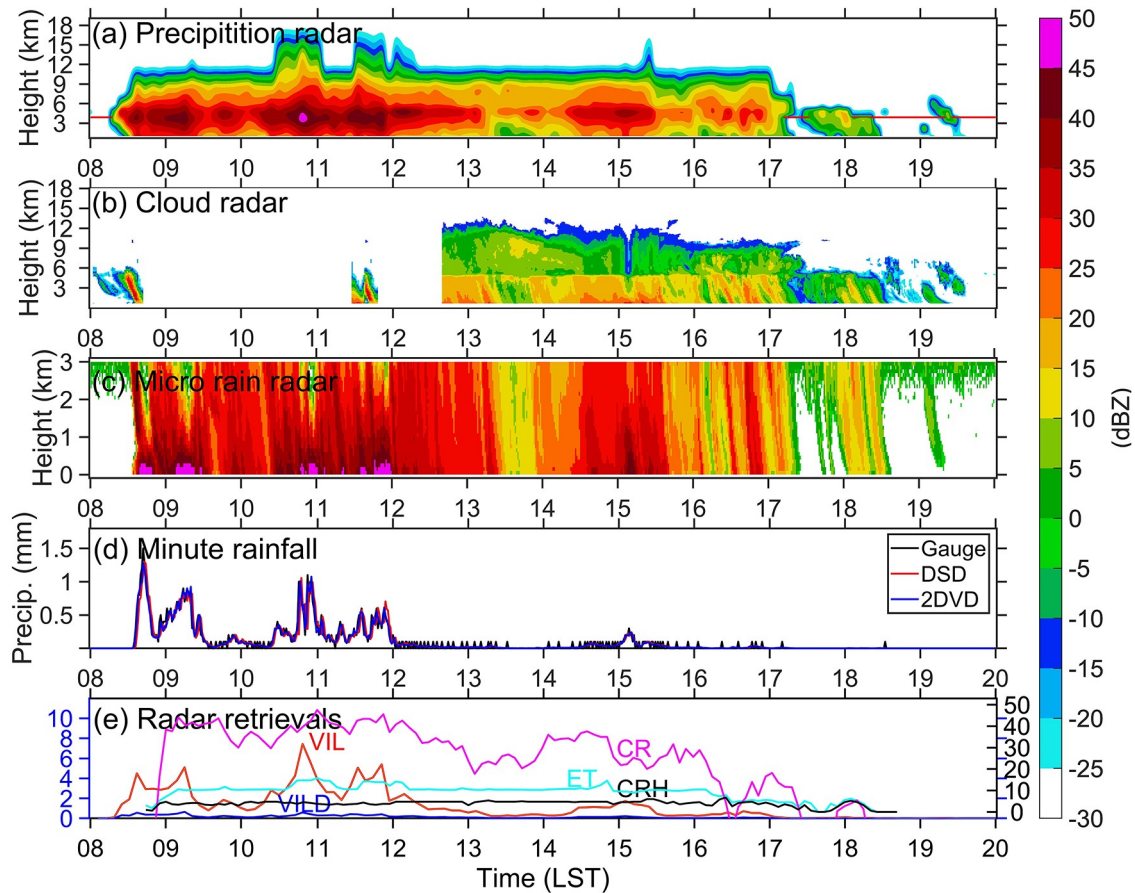 (a) Precipitition radar
Height (km)
18
15
12
9
6
3
08 09 10 11 12 13 14 15 16 17 18 19 20
(b) Cloud radar
Height (km)
18
15
12
9
6
3
08 09 10 11 12 13 14 15 16 17 18 19 20
(c) Micro rain radar
Height (km)
3
2
1
0
08 09 10 11 12 13 14 15 16 17 18 19 20
(d) Minute rainfall
Precip. (mm)
1.5
1
0.5
Gauge
DSD
2DVD
08 09 10 11 12 13 14 15 16 17 18 19 20
(e) Radar retrievals
10
8
6
4
2
0
VIL
CR
ET
CRH
VILD
50
40
30
20
10
0
08 09 10 11 12 13 14 15 16 17 18 19 20
Time (LST)
50
45
40
35
30
25
20
15
10
5
0
-5
-10
-15
-20
-25
-30
(dBZ)